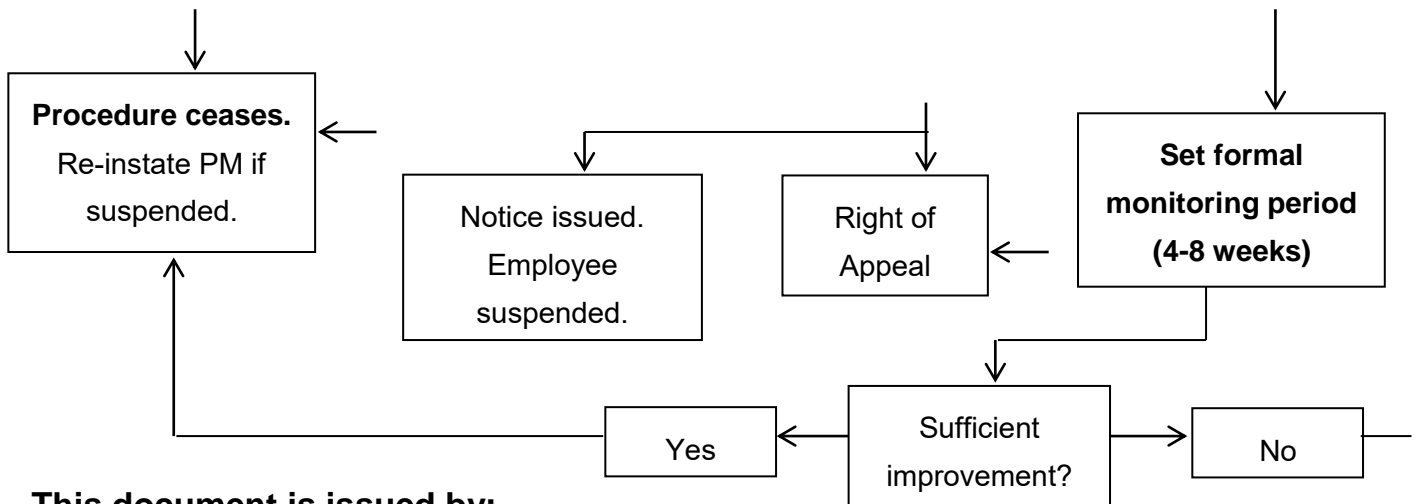 Procedure ceases.
Re-instate PM if
suspended.
Notice issued.
Employee
suspended.
Right of
Appeal
Set formal
monitoring period
(4-8 weeks)
Yes
Sufficient
improvement?
No
This document is issued by: